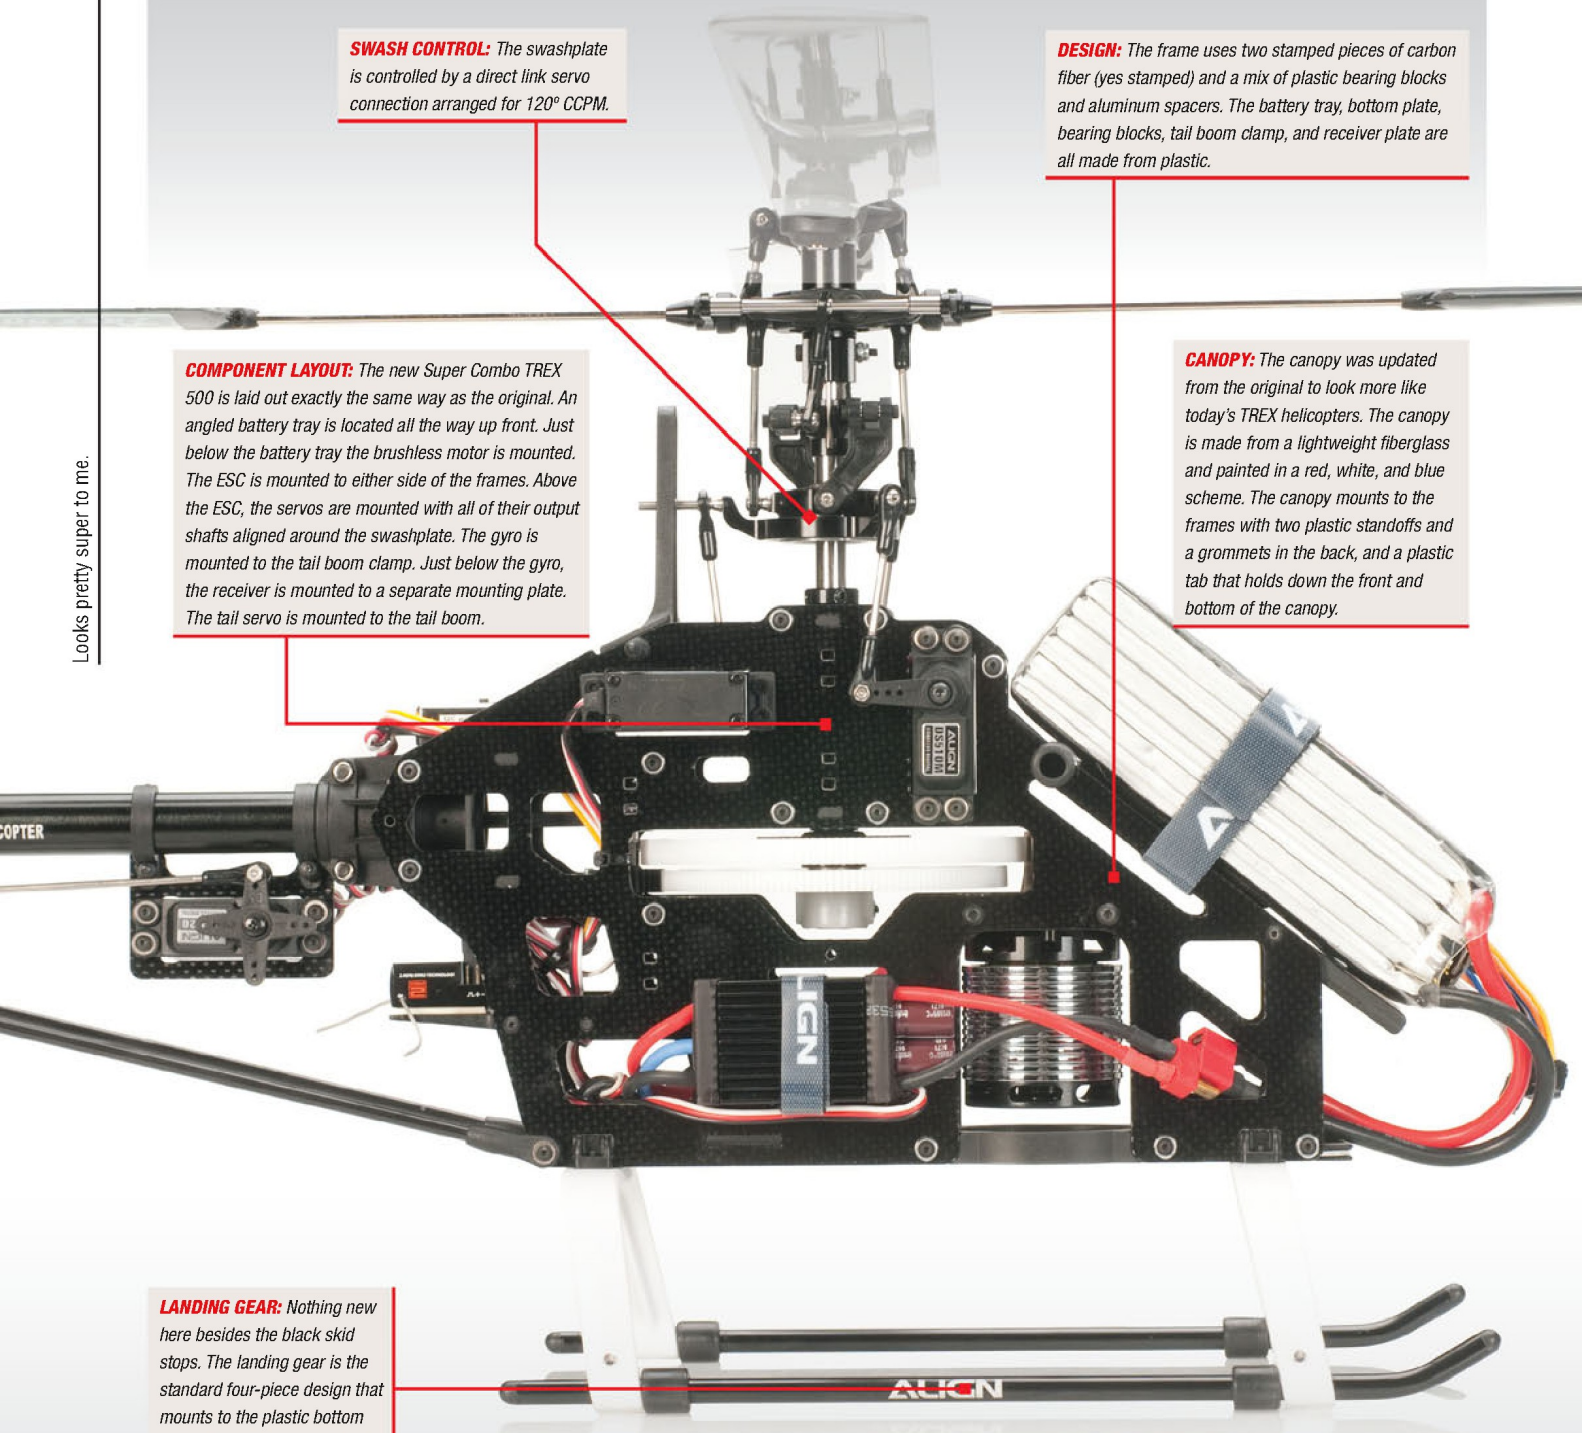 SWASH CONTROL: The swashplate
is controlled by a direct link servo
connection arranged for 120º CCPM.
DESIGN: The frame uses two stamped pieces of carbon
fiber (yes stamped) and a mix of plastic bearing blocks
and aluminum spacers. The battery tray, bottom plate,
bearing blocks, tail boom clamp, and receiver plate are
all made from plastic.
COMPONENT LAYOUT: The new Super Combo TREX
500 is laid out exactly the same way as the original. An
angled battery tray is located all the way up front. Just
below the battery tray the brushless motor is mounted.
The ESC is mounted to either side of the frames. Above
the ESC, the servos are mounted with all of their output
shafts aligned around the swashplate. The gyro is
mounted to the tail boom clamp. Just below the gyro,
the receiver is mounted to a separate mounting plate.
The tail servo is mounted to the tail boom.
CANOPY: The canopy was updated
from the original to look more like
today's TREX helicopters. The canopy
is made from a lightweight fiberglass
and painted in a red, white, and blue
scheme. The canopy mounts to the
frames with two plastic standoffs and
a grommets in the back, and a plastic
tab that holds down the front and
bottom of the canopy.
Looks pretty super to me.
ALIGN
DS510M
COPTER
ALIGN
LIGN
LANDING GEAR: Nothing new
here besides the black skid
stops. The landing gear is the
standard four-piece design that
mounts to the plastic bottom
ALIGN